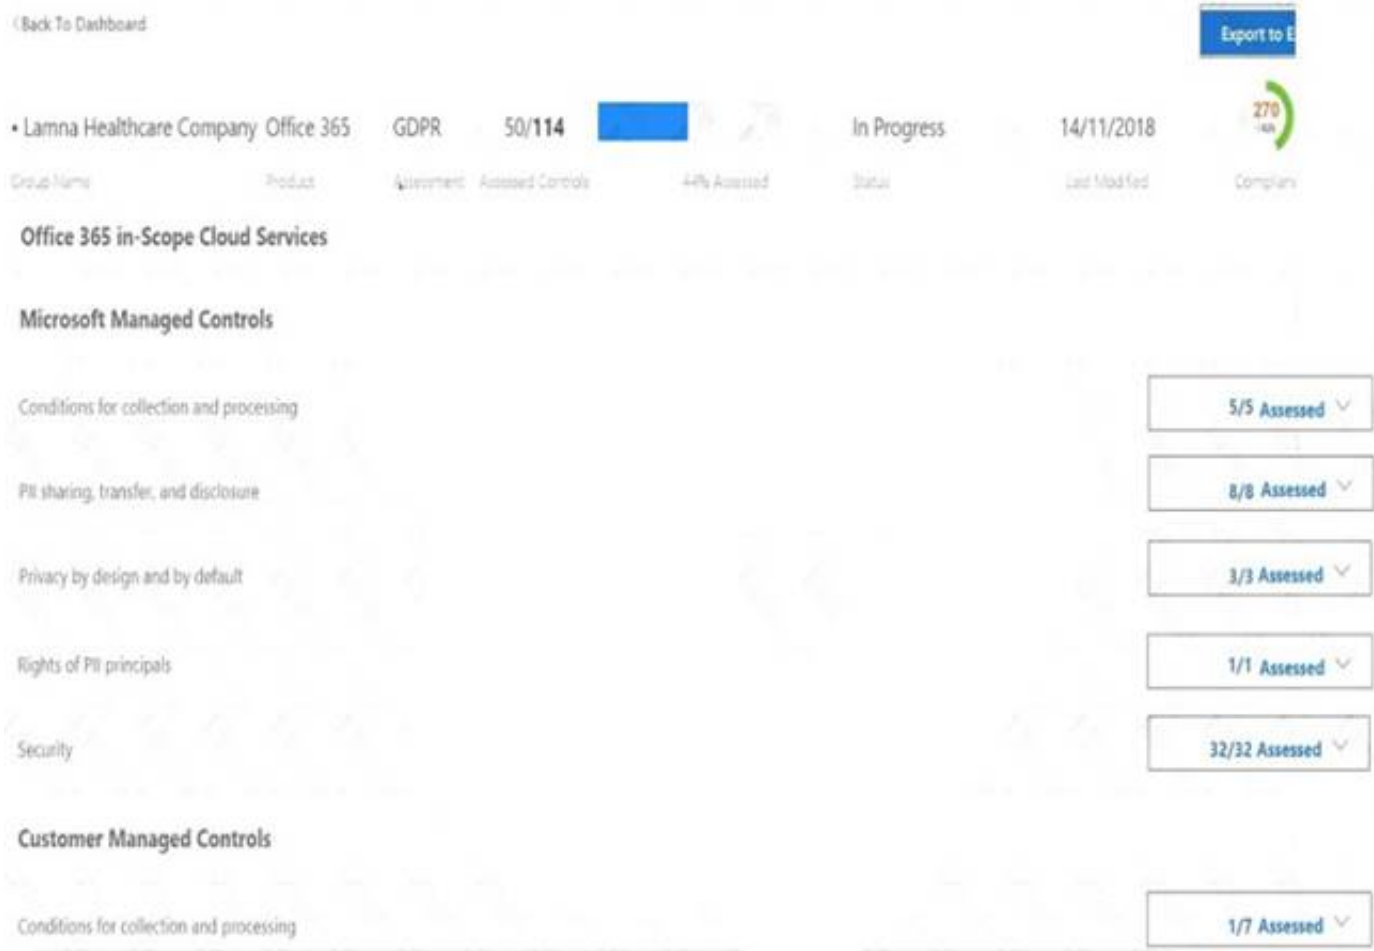 Back To Dashboard
Export to E
• Lamna Healthcare Company Office 365 GDPR 50/114 In Progress 14/11/2018 270
Group Name Product Assessment Assessed Controls 44% Assessed Status Last Modified Complian
Office 365 in-Scope Cloud Services
Microsoft Managed Controls
Conditions for collection and processing 5/5 Assessed
PII sharing, transfer, and disclosure 8/8 Assessed
Privacy by design and by default 3/3 Assessed
Rights of PII principals 1/1 Assessed
Security 32/32 Assessed
Customer Managed Controls
Conditions for collection and processing 1/7 Assessed